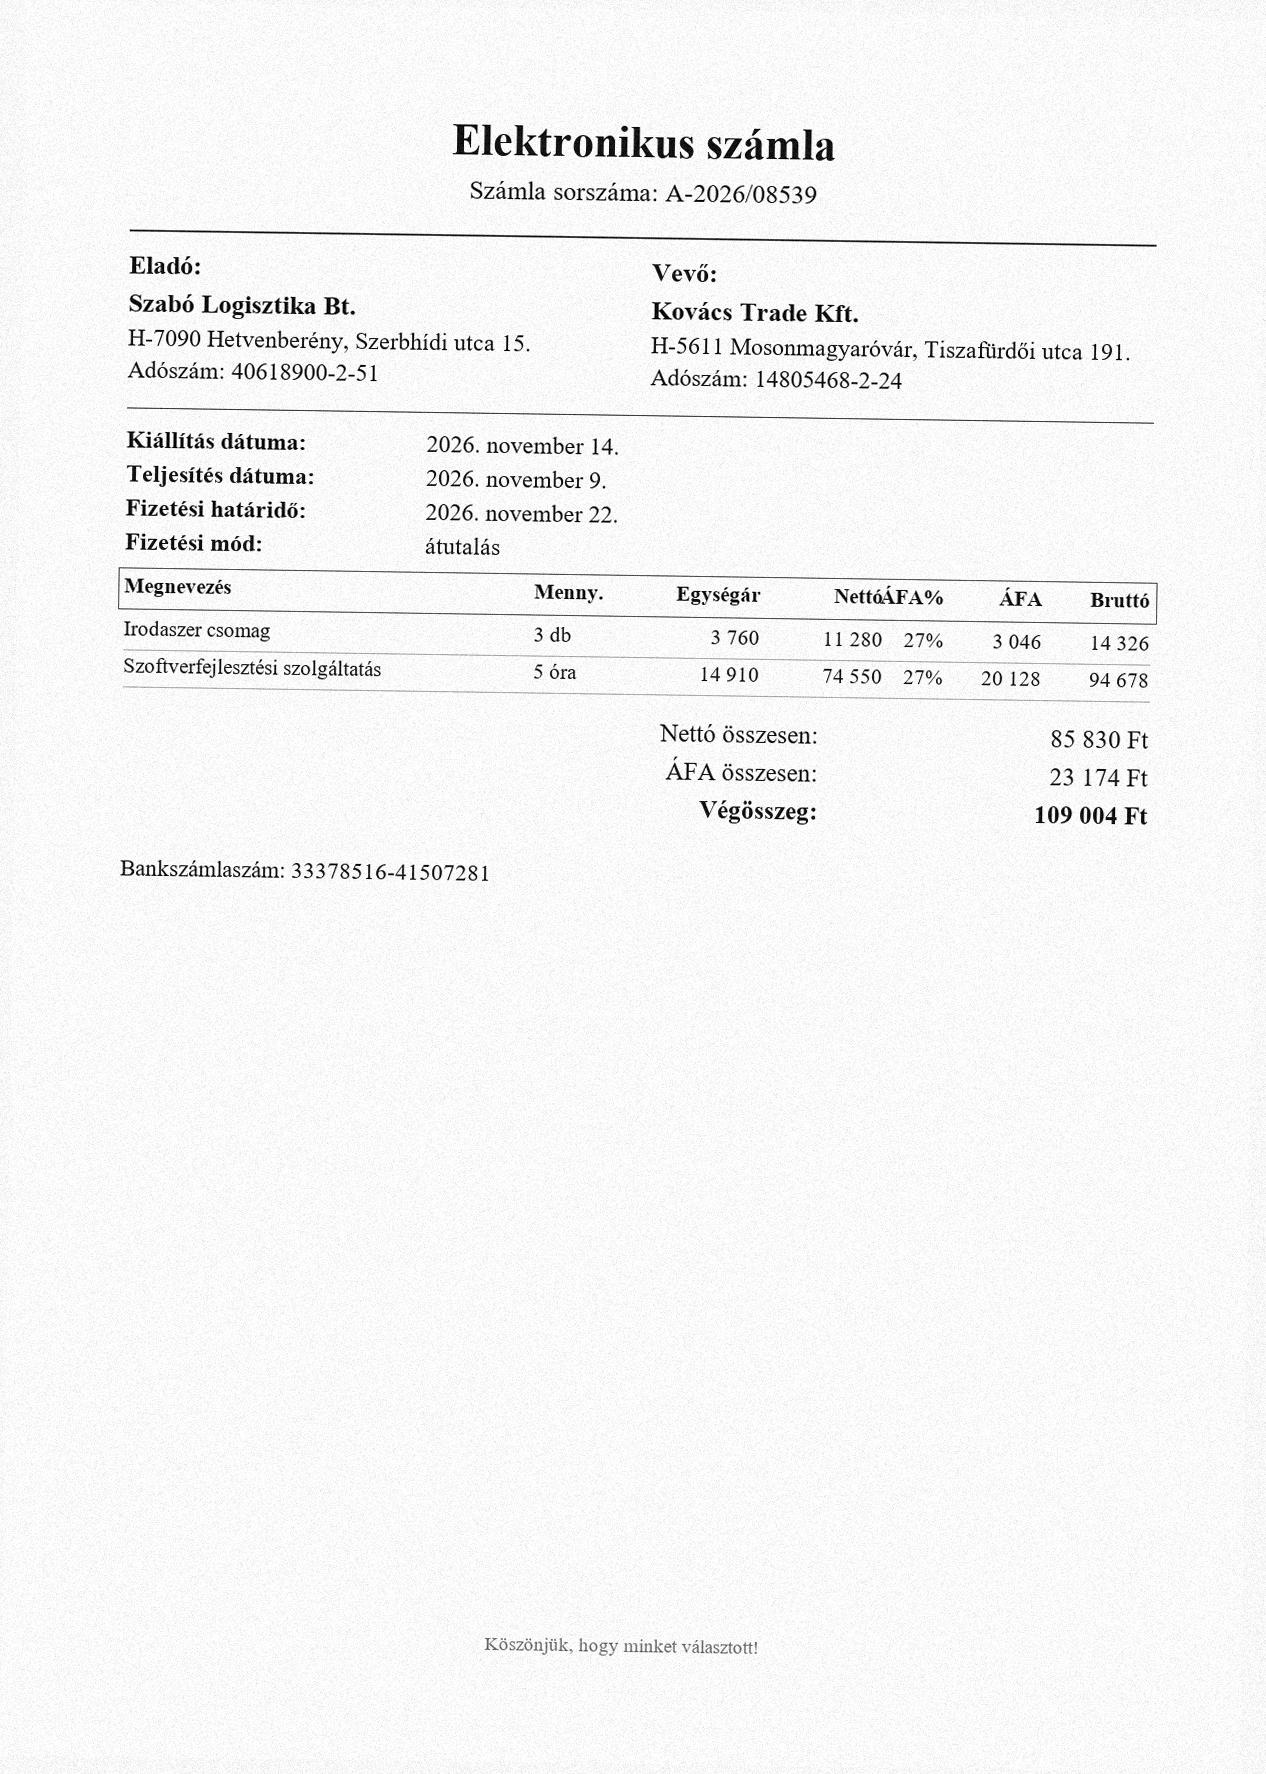 Elektronikus számla
Számla sorszáma: A-2026/08539
Eladó:
Szabó Logisztika Bt.
H-7090 Hetvenberény, Szerbhídi utca 15.
Adószám: 40618900-2-51
Vevő:
Kovács Trade Kft.
H-5611 Mosonmagyaróvár, Tiszafürdői utca 191.
Adószám: 14805468-2-24
Kiállítás dátuma: 2026. november 14.
Teljesítés dátuma: 2026. november 9.
Fizetési határidő: 2026. november 22.
Fizetési mód: átutalás
Megnevezés Menny. Egységár Nettó ÁFA% ÁFA Bruttó
Irodaszer csomag 3 db 3 760 11 280 27% 3 046 14 326
Szoftverfejlesztési szolgáltatás 5 óra 14 910 74 550 27% 20 128 94 678
Nettó összesen: 85 830 Ft
ÁFA összesen: 23 174 Ft
Végösszeg: 109 004 Ft
Bankszámlaszám: 33378516-41507281
Köszönjük, hogy minket választott!